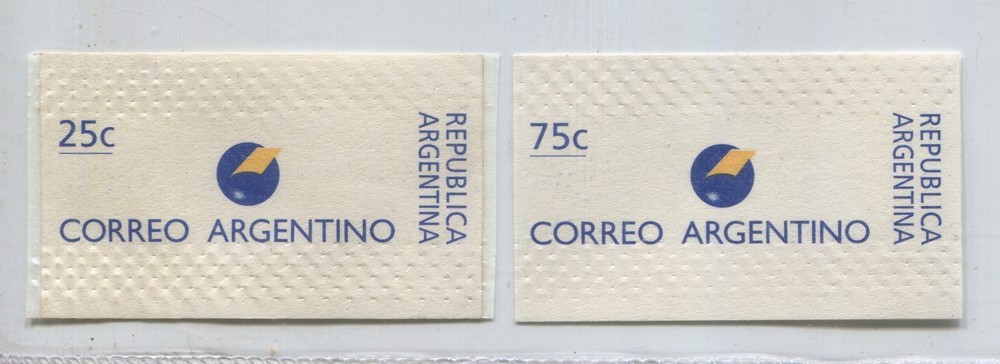 25c
CORREO ARGENTINO
REPUBLICA
ARGENTINA
75c
CORREO ARGENTINO
REPUBLICA
ARGENTINA